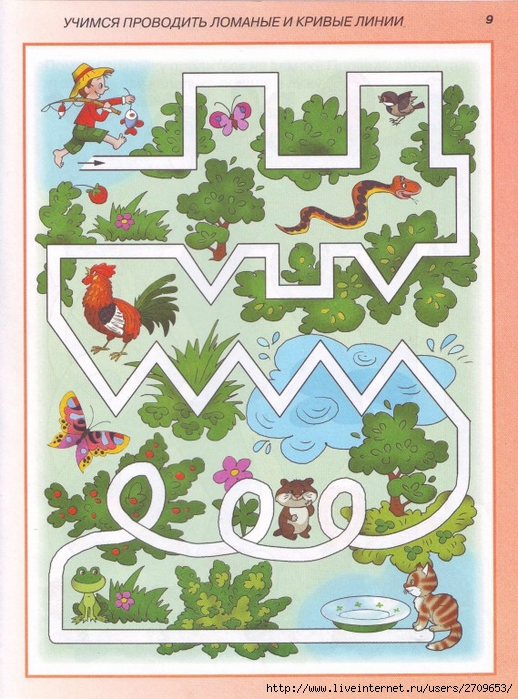 УЧИМСЯ ПРОВОДИТЬ ЛОМАНЫЕ И КРИВЫЕ ЛИНИИ 9
http://www.liveinternet.ru/users/2709653/